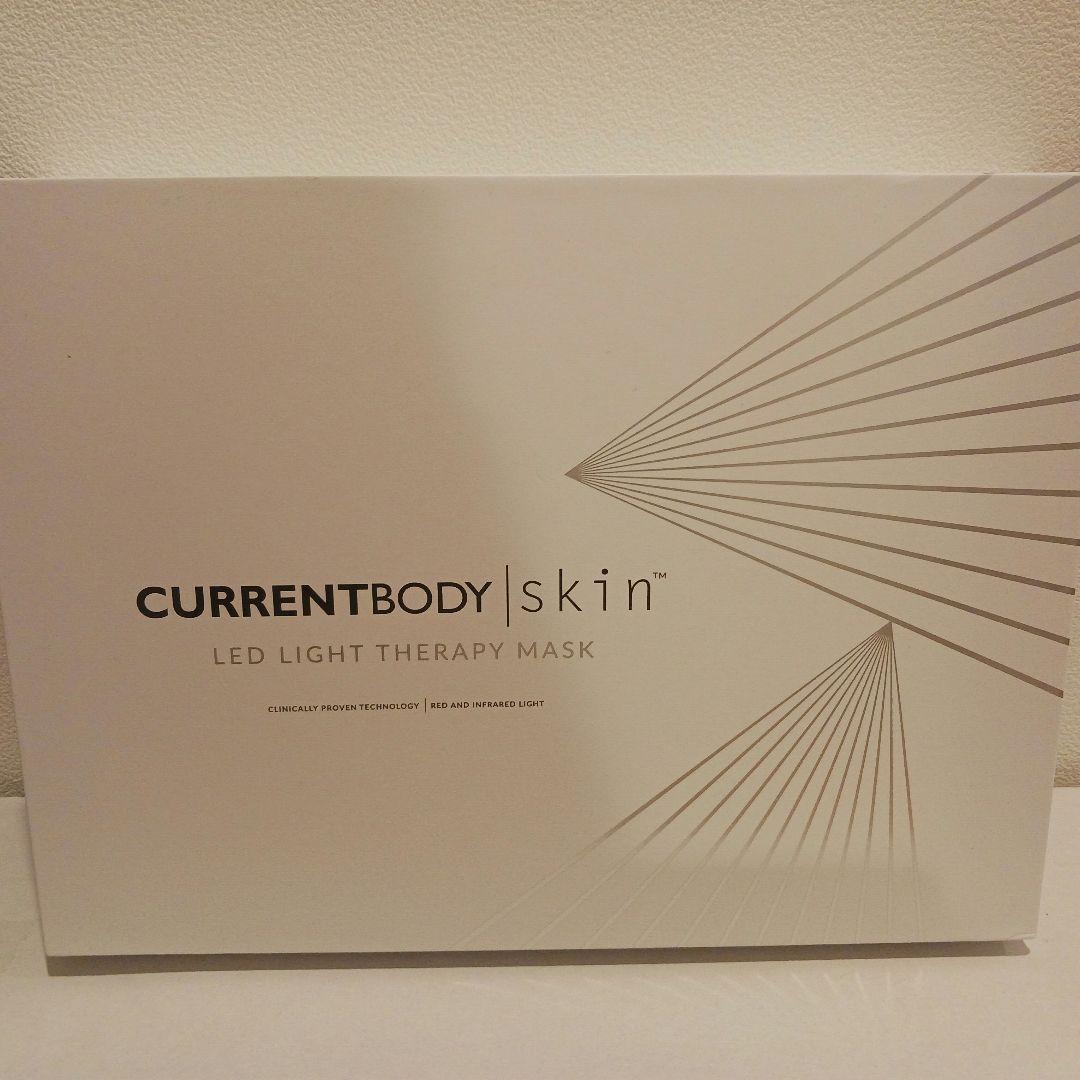 CURRENTBODY | skin™
LED LIGHT THERAPY MASK
CLINICALLY PROVEN TECHNOLOGY | RED AND INFRARED LIGHT